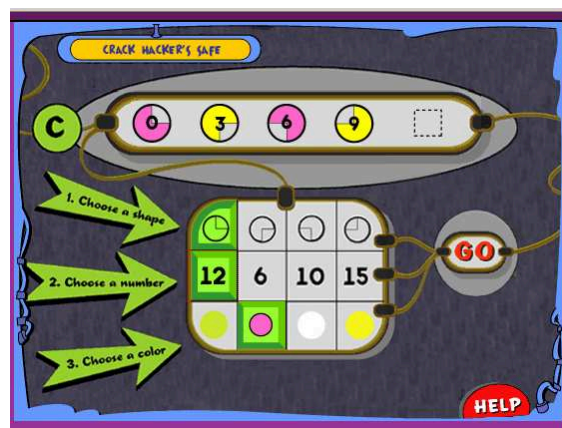 CRACK HACKER'S SAFE
C
0 3 6 9
1. Choose a shape
2. Choose a number
12 6 10 15
GO
3. Choose a color
HELP